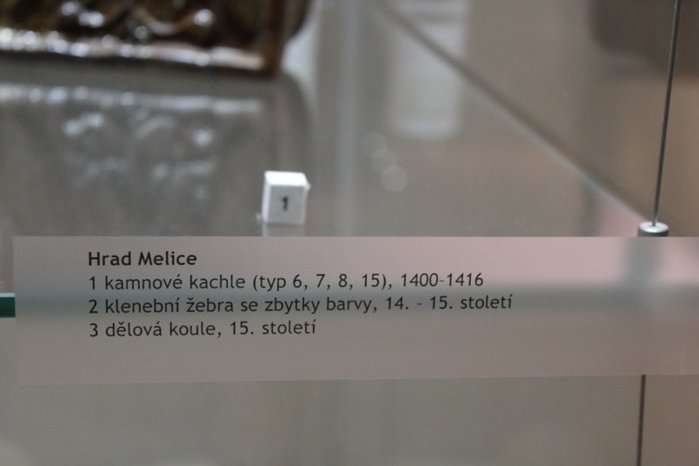 1
Hrad Melice
1 kamnové kachle (typ 6, 7, 8, 15), 1400-1416
2 klenební žebra se zbytky barvy, 14. - 15. století
3 dělová koule, 15. století